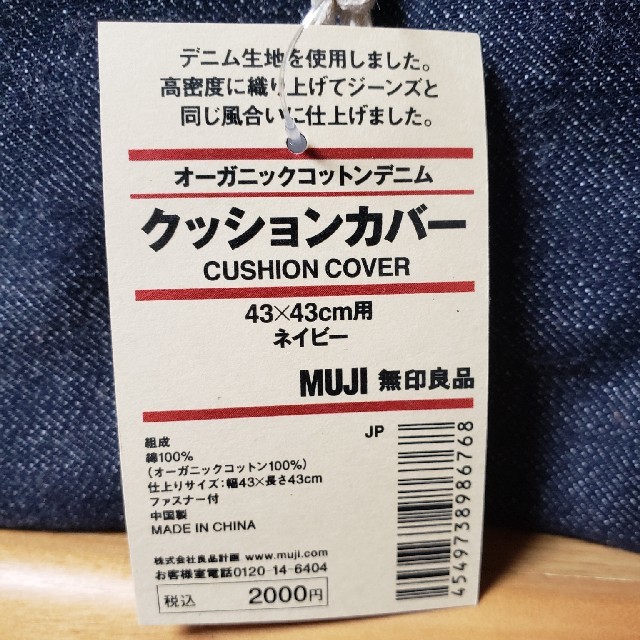 デニム生地を使用しました。
高密度に織り上げてジーンズと
同じ風合いに仕上げました。
オーガニックコットンデニム
クッションカバー
CUSHION COVER
43×43cm用
ネイビー
MUJI 無印良品
JP
組成
綿100%
(オーガニックコットン100%)
仕上りサイズ:幅43×長さ43cm
ファスナー付
中国製
MADE IN CHINA
4549738986768
株式会社良品計画 www.muji.com
お客様室電話0120-14-6404
税込 2000円